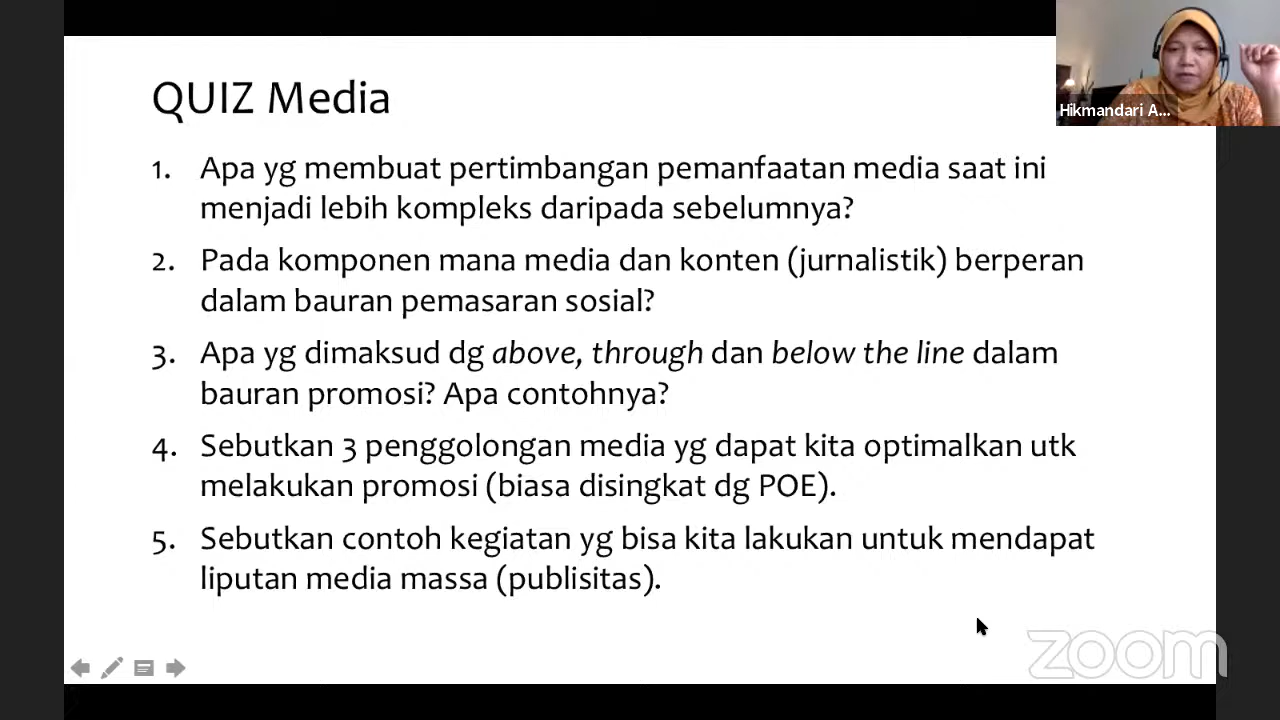 QUIZ Media
Hikmandari A...
1. Apa yg membuat pertimbangan pemanfaatan media saat ini
menjadi lebih kompleks daripada sebelumnya?
2. Pada komponen mana media dan konten (jurnalistik) berperan
dalam bauran pemasaran sosial?
3. Apa yg dimaksud dg above, through dan below the line dalam
bauran promosi? Apa contohnya?
4. Sebutkan 3 penggolongan media yg dapat kita optimalkan utk
melakukan promosi (biasa disingkat dg POE).
5. Sebutkan contoh kegiatan yg bisa kita lakukan untuk mendapat
liputan media massa (publisitas).
zoom